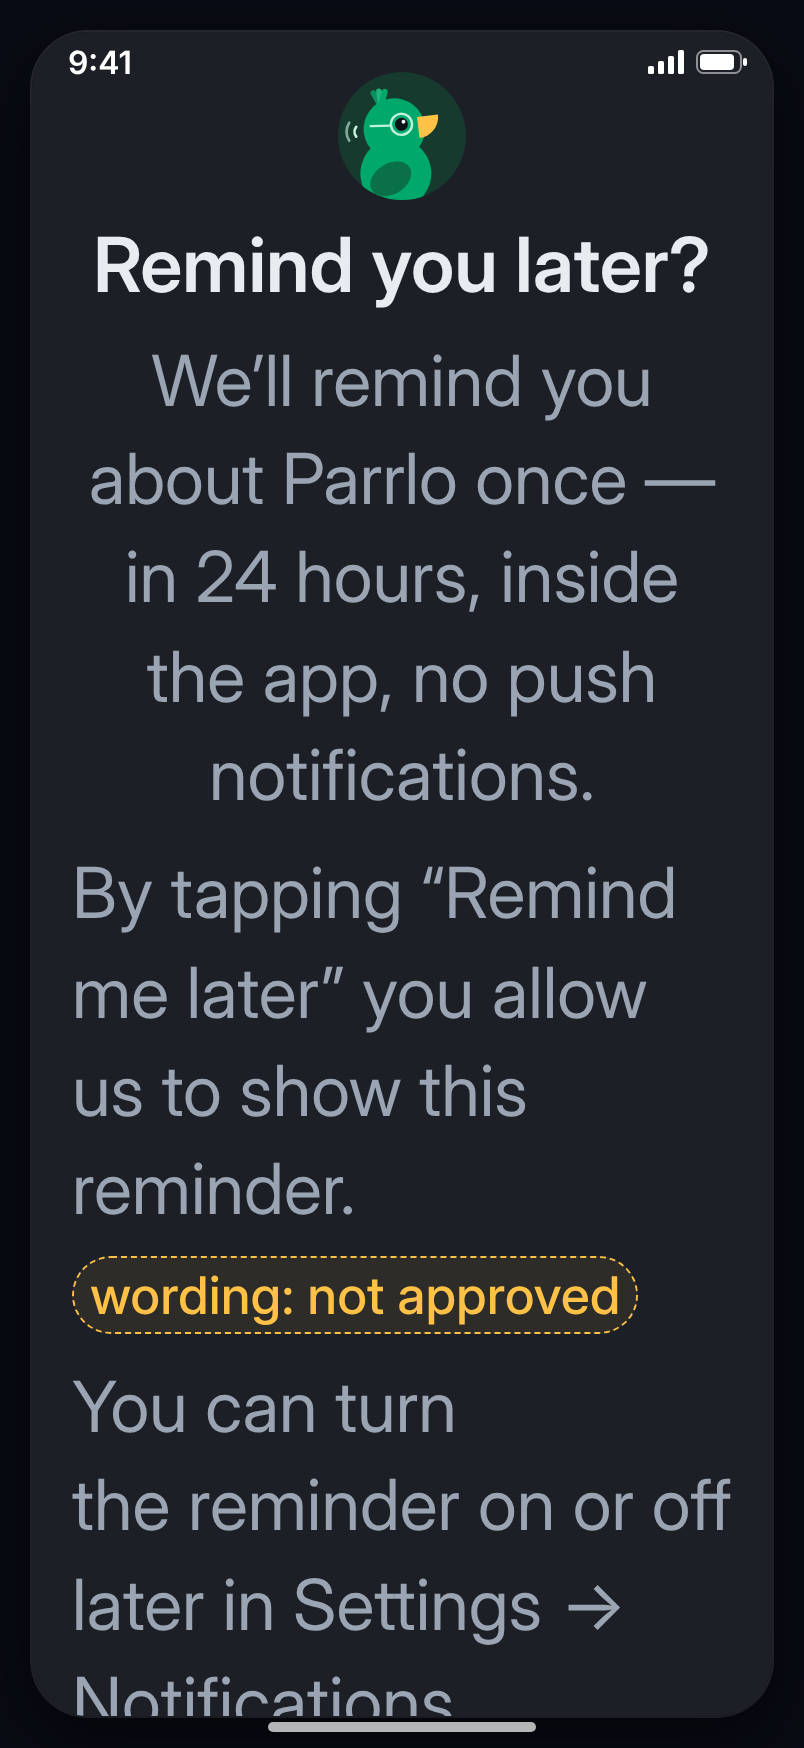 9:41
Remind you later?
We’ll remind you
about Parrlo once —
in 24 hours, inside
the app, no push
notifications.
By tapping “Remind
me later” you allow
us to show this
reminder.
wording: not approved
You can turn
the reminder on or off
later in Settings →
Notifications